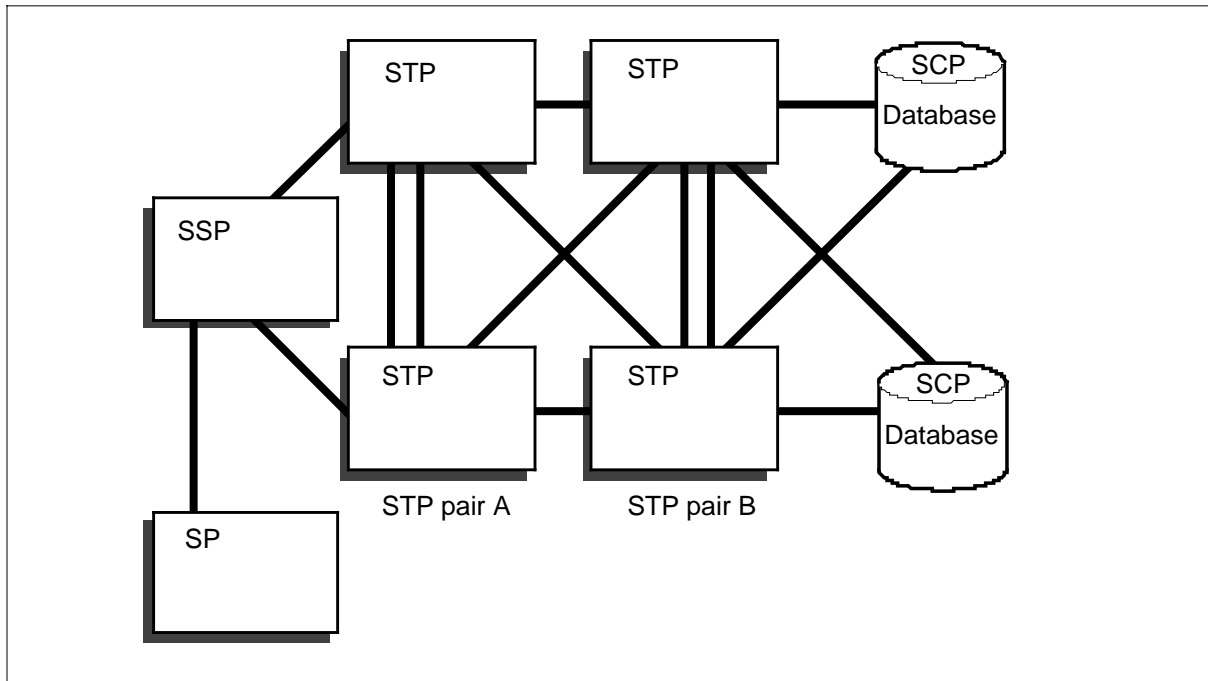 STP
STP
SCP
Database
SSP
STP
STP
SCP
Database
STP pair A
STP pair B
SP